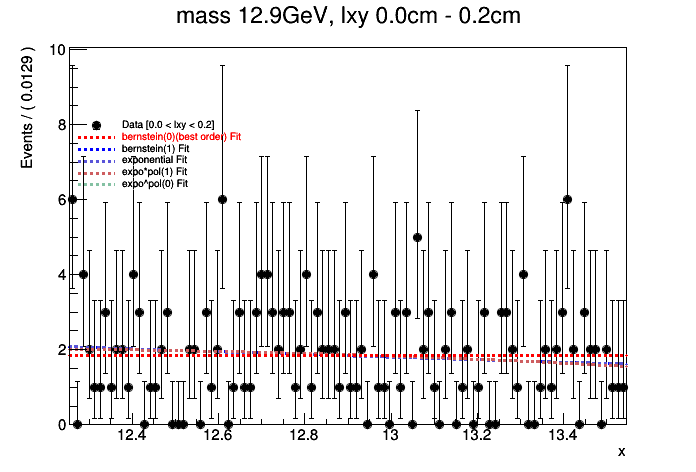 mass 12.9GeV, lxy 0.0cm - 0.2cm
Events / ( 0.0129 )
10
8
6
4
2
0
Data [0.0 < lxy < 0.2]
bernstein(0)(best order) Fit
bernstein(1) Fit
exponential Fit
expo*pol(1) Fit
expo^pol(0) Fit
12.4 12.6 12.8 13 13.2 13.4
x